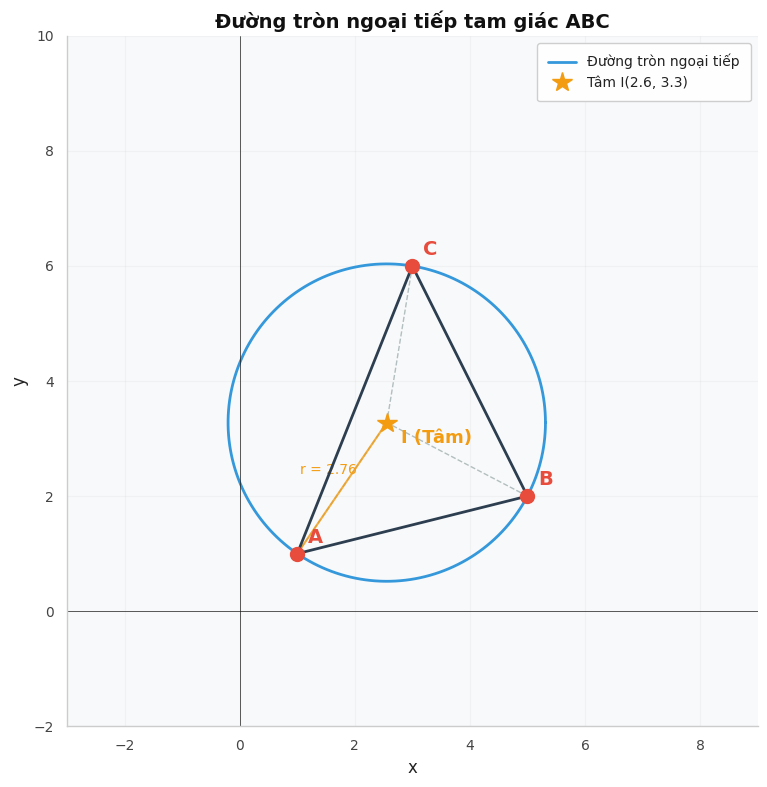 Đường tròn ngoại tiếp tam giác ABC
10
Đường tròn ngoại tiếp
Tâm I(2.6, 3.3)
8
6
C
4
y
I (Tâm)
r = 2.76
B
2
A
0
−2
−2
0
2
4
6
8
x